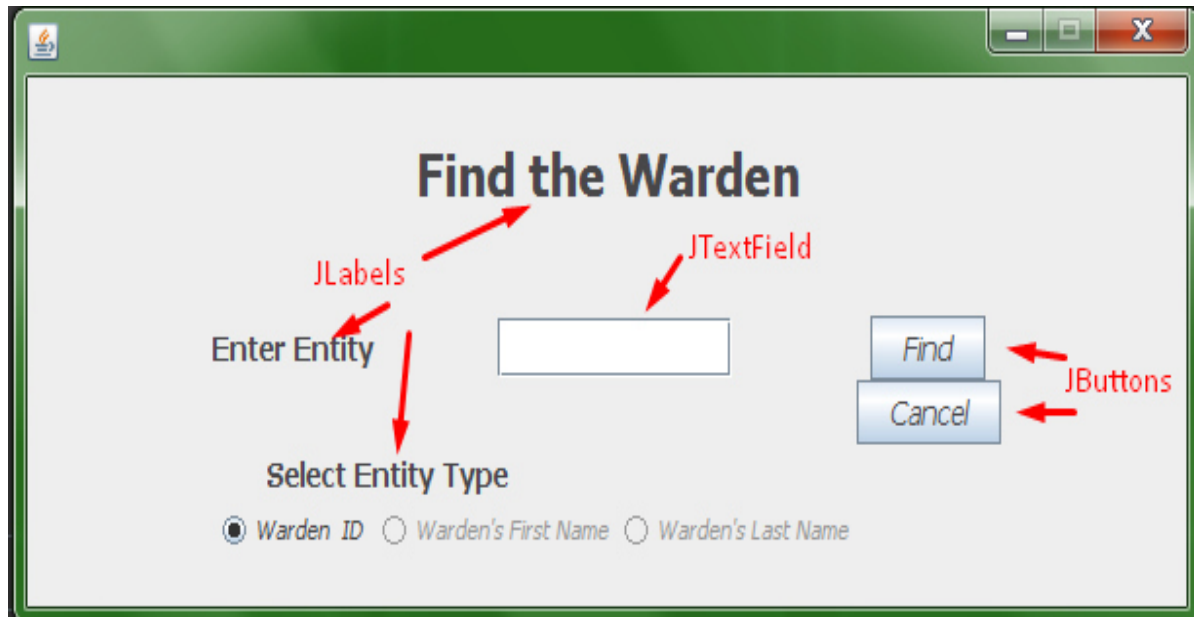 X
Find the Warden
JTextField
JLabels
Enter Entity
Find
JButtons
Cancel
Select Entity Type
Warden ID
Warden's First Name
Warden's Last Name